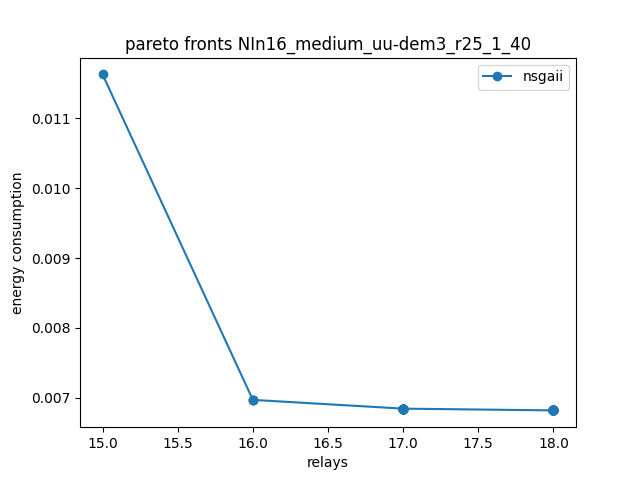 pareto fronts NIn16_medium_uu-dem3_r25_1_40
nsgaii
energy consumption
0.011
0.010
0.009
0.008
0.007
15.0 15.5 16.0 16.5 17.0 17.5 18.0
relays